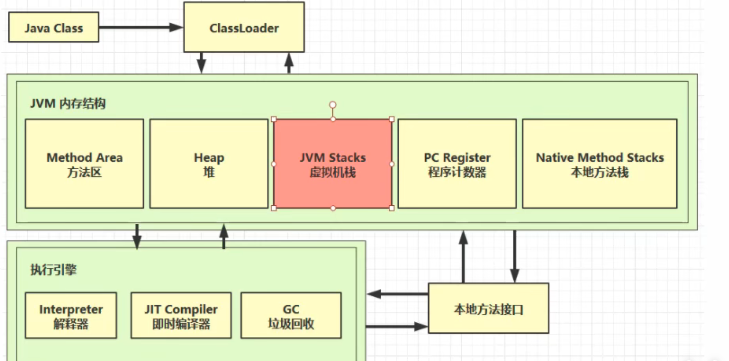 Java Class
ClassLoader
JVM 内存结构
Method Area
方法区
Heap
堆
JVM Stacks
虚拟机栈
PC Register
程序计数器
Native Method Stacks
本地方法栈
执行引擎
Interpreter
解释器
JIT Compiler
即时编译器
GC
垃圾回收
本地方法接口